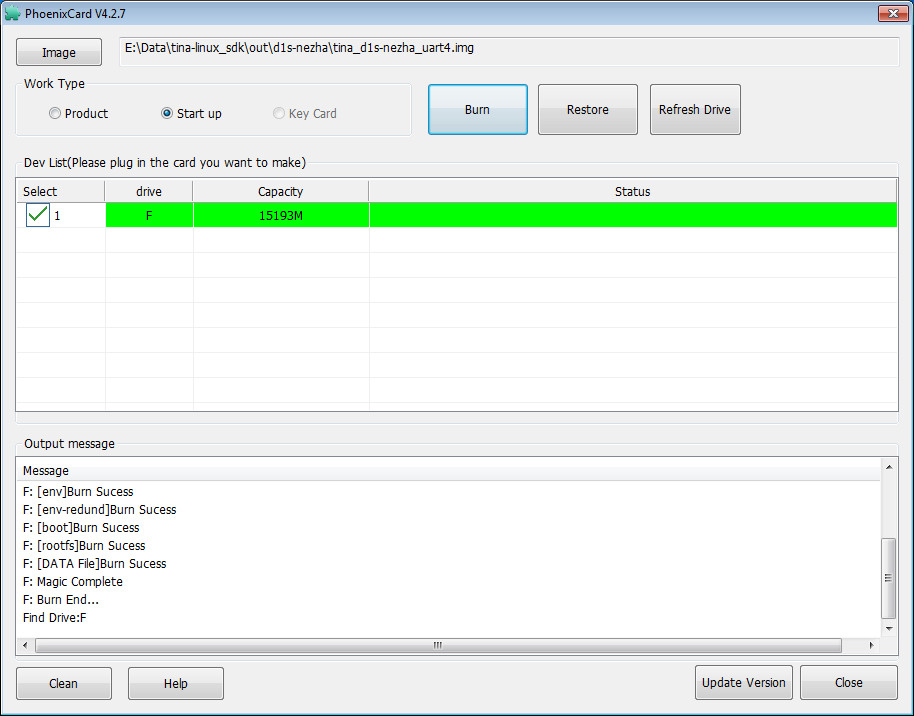 PhoenixCard V4.2.7
Image
E:\Data\tina-linux_sdk\out\d1s-nezha\tina_d1s-nezha_uart4.img
Work Type
Product Start up Key Card
Burn Restore Refresh Drive
Dev List(Please plug in the card you want to make)
Select drive Capacity Status
1 F 15193M
Output message
Message
F: [env]Burn Sucess
F: [env-redund]Burn Sucess
F: [boot]Burn Sucess
F: [rootfs]Burn Sucess
F: [DATA File]Burn Sucess
F: Magic Complete
F: Burn End...
Find Drive:F
Clean Help Update Version Close